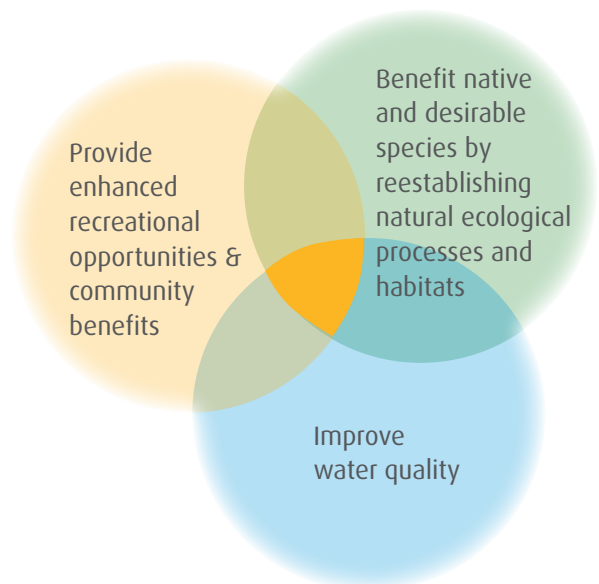 Provide
enhanced
recreational
opportunities &
community
benefits
Benefit native
and desirable
species by
reestablishing
natural ecological
processes and
habitats
Improve
water quality